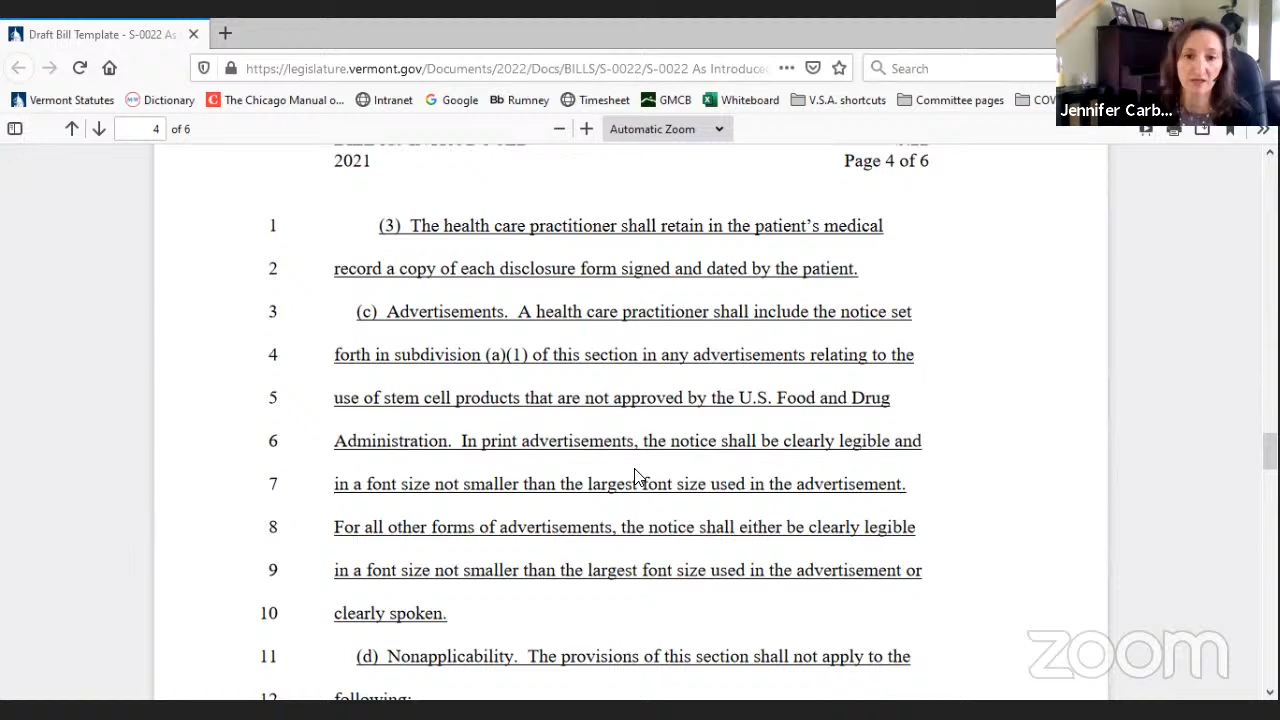 Draft Bill Template - S-0022 As
https://legislature.vermont.gov/Documents/2022/Docs/BILLS/S-0022/S-0022 As Introduced
Search
Vermont Statutes
Dictionary
The Chicago Manual o...
Intranet
Google
Bb Rumney
Timesheet
GMCB
Whiteboard
V.S.A. shortcuts
Committee pages
Jennifer Carb...
4 of 6
Automatic Zoom
2021
Page 4 of 6
1 (3) The health care practitioner shall retain in the patient’s medical
2 record a copy of each disclosure form signed and dated by the patient.
3 (c) Advertisements. A health care practitioner shall include the notice set
4 forth in subdivision (a)(1) of this section in any advertisements relating to the
5 use of stem cell products that are not approved by the U.S. Food and Drug
6 Administration. In print advertisements, the notice shall be clearly legible and
7 in a font size not smaller than the largest font size used in the advertisement.
8 For all other forms of advertisements, the notice shall either be clearly legible
9 in a font size not smaller than the largest font size used in the advertisement or
10 clearly spoken.
11 (d) Nonapplicability. The provisions of this section shall not apply to the
12 following:
zoom